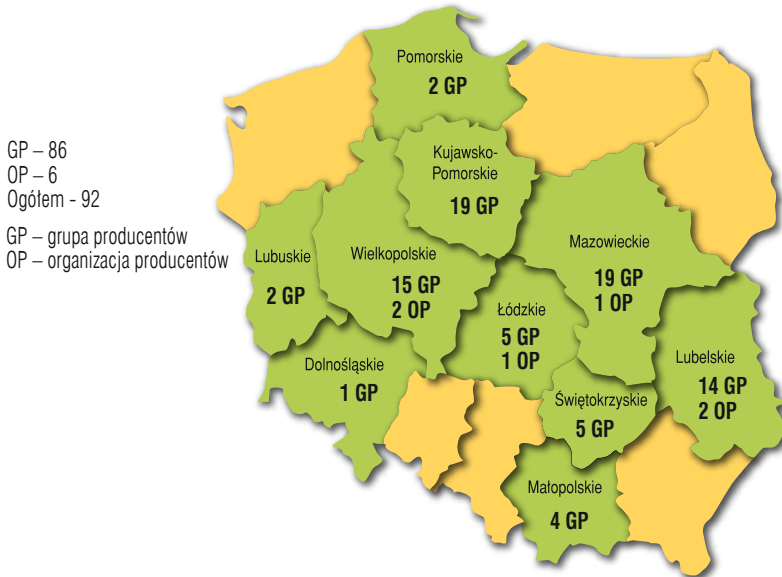 GP – 86
OP – 6
Ogółem - 92
GP – grupa producentów
OP – organizacja producentów
Pomorskie
2 GP
Kujawsko-
Pomorskie
19 GP
Lubuskie
2 GP
Wielkopolskie
15 GP
2 OP
Mazowieckie
19 GP
1 OP
Łódzkie
5 GP
1 OP
Dolnośląskie
1 GP
Lubelskie
14 GP
2 OP
Świętokrzyskie
5 GP
Małopolskie
4 GP